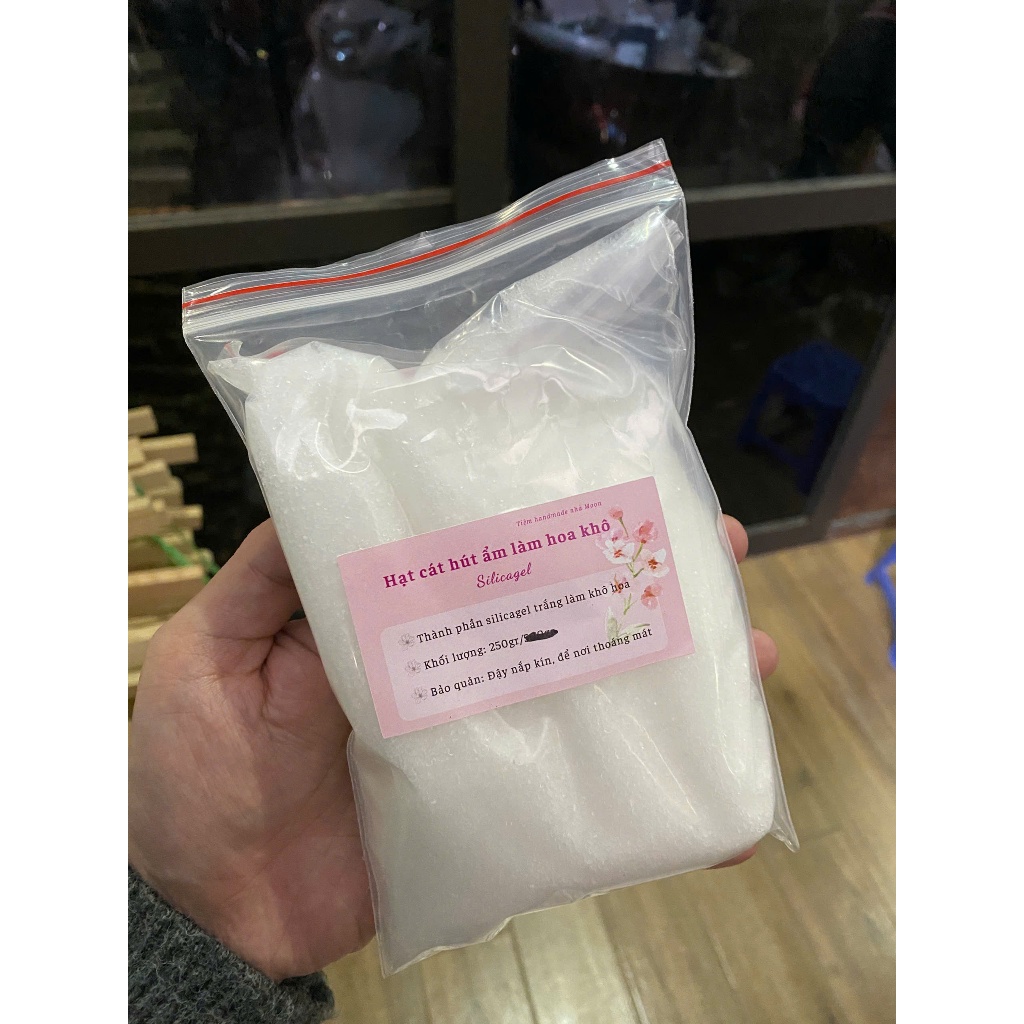 Tiệm handmade nhà Moon
Hạt cát hút ẩm làm hoa khô
Silicagel
Thành phần silicagel trắng làm khô hoa
Khối lượng: 250gr/
Bảo quản: Đậy nắp kín, để nơi thoáng mát